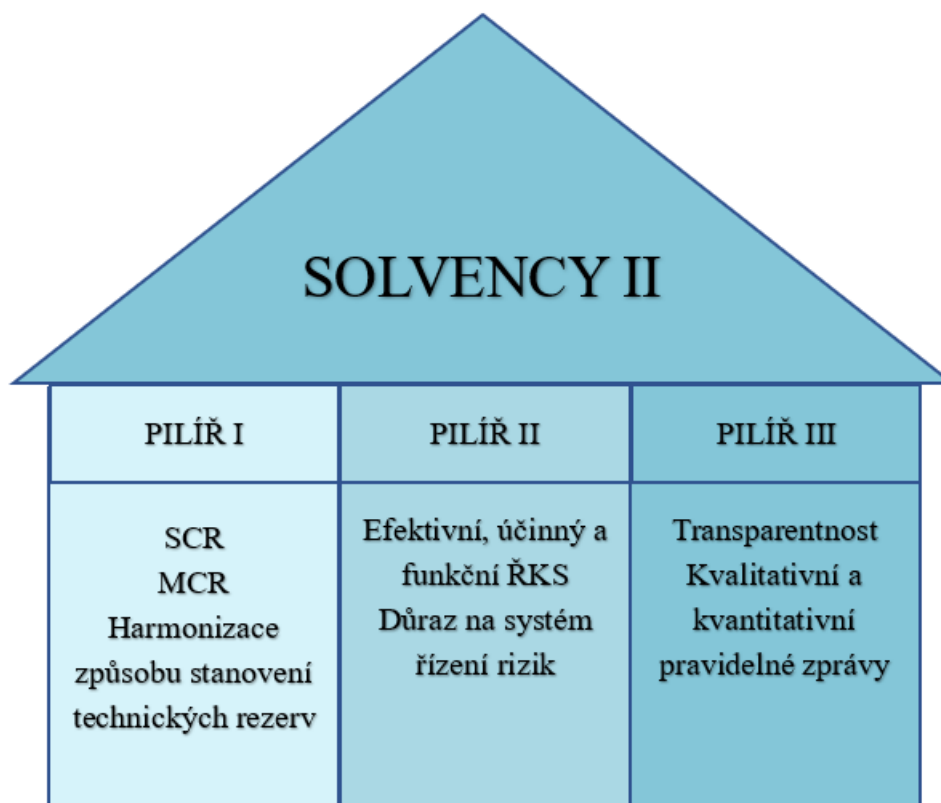 SOLVENCY II
PILÍŘ I
PILÍŘ II
PILÍŘ III
SCR
MCR
Harmonizace
způsobu stanovení
technických rezerv
Efektivní, účinný a
funkční ŘKS
Důraz na systém
řízení rizik
Transparentnost
Kvalitativní a
kvantitativní
pravidelné zprávy